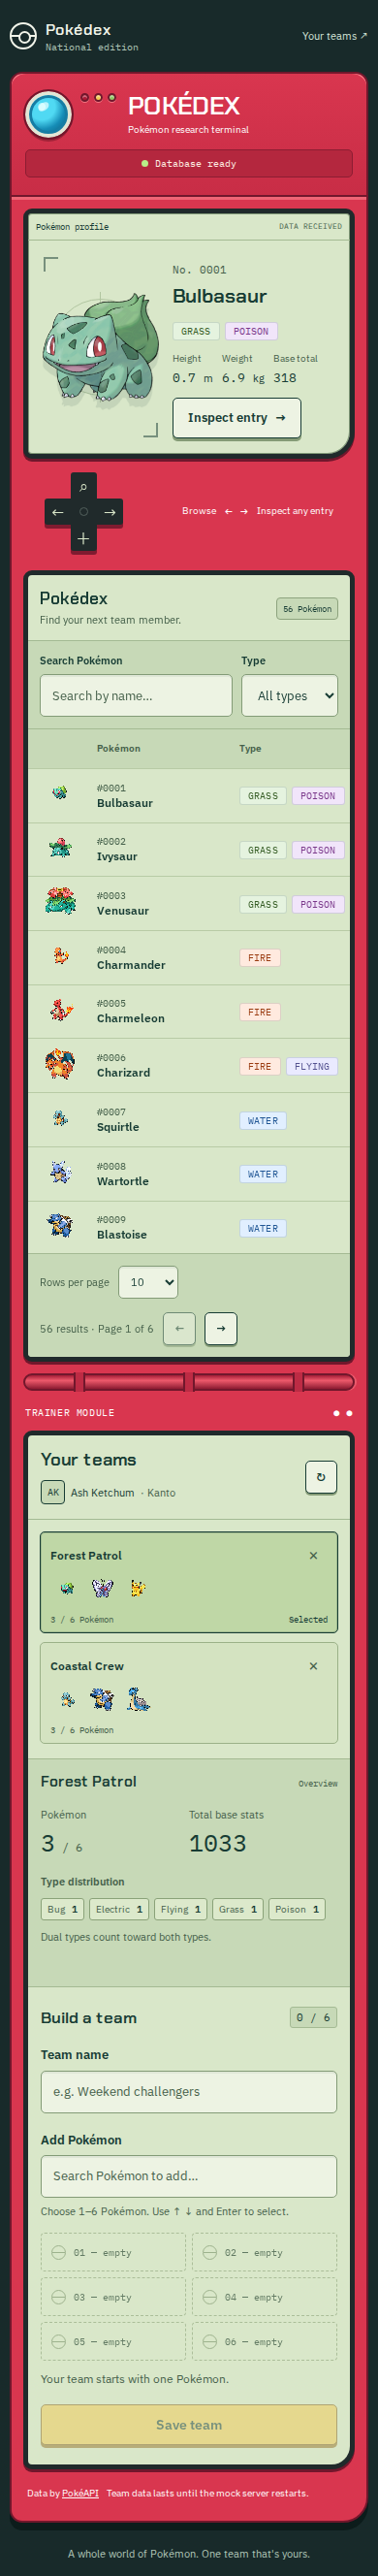 Pokédex
National edition
Your teams ↗
POKÉDEX
Pokémon research terminal
Database ready
Pokémon profile
DATA RECEIVED
No. 0001
Bulbasaur
GRASS POISON
Height Weight Base total
0.7 m 6.9 kg 318
Inspect entry →
Browse ← → Inspect any entry
Pokédex
Find your next team member.
56 Pokémon
Search Pokémon Type
Search by name... All types
Pokémon Type
#0001
Bulbasaur
GRASS POISON
#0002
Ivysaur
GRASS POISON
#0003
Venusaur
GRASS POISON
#0004
Charmander
FIRE
#0005
Charmeleon
FIRE
#0006
Charizard
FIRE FLYING
#0007
Squirtle
WATER
#0008
Wartortle
WATER
#0009
Blastoise
WATER
Rows per page 10
56 results · Page 1 of 6 ← →
TRAINER MODULE
Your teams
AK Ash Ketchum · Kanto
↻
Forest Patrol ×
3 / 6 Pokémon Selected
Coastal Crew ×
3 / 6 Pokémon
Forest Patrol Overview
Pokémon Total base stats
3 / 6 1033
Type distribution
Bug 1 Electric 1 Flying 1 Grass 1 Poison 1
Dual types count toward both types.
Build a team 0 / 6
Team name
e.g. Weekend challengers
Add Pokémon
Search Pokémon to add...
Choose 1–6 Pokémon. Use ↑ ↓ and Enter to select.
01 — empty 02 — empty
03 — empty 04 — empty
05 — empty 06 — empty
Your team starts with one Pokémon.
Save team
Data by PokéAPI Team data lasts until the mock server restarts.
A whole world of Pokémon. One team that's yours.